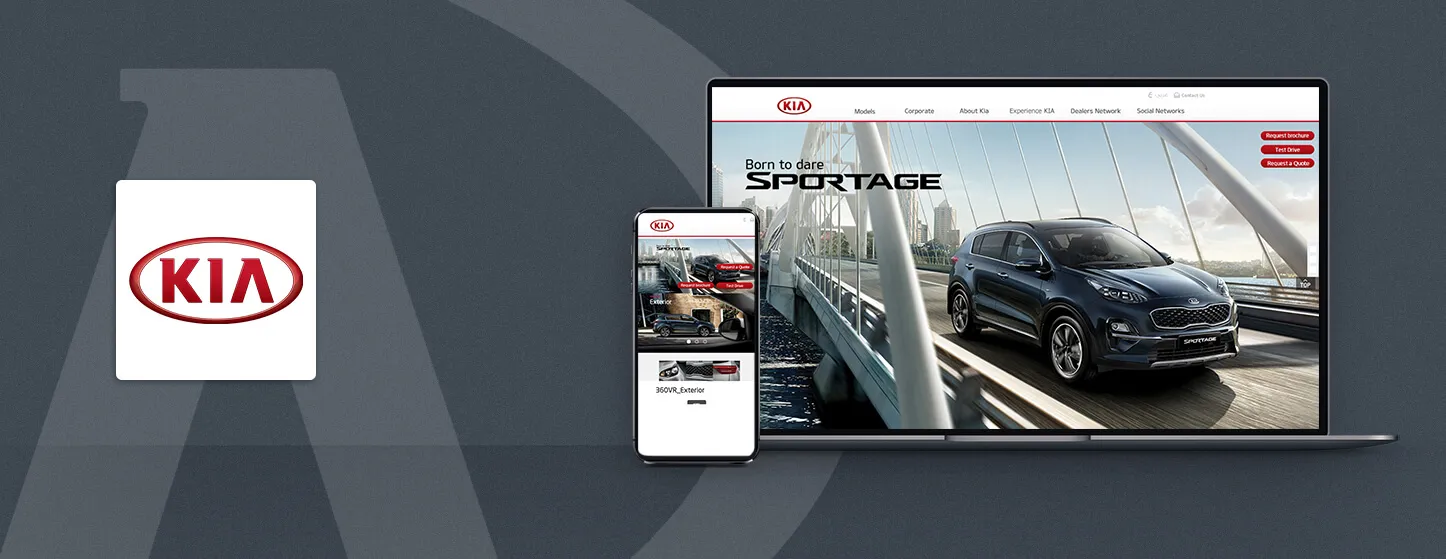 KIA
Contact Us
KIA
Models
Corporate
About Kia
Experience KIA
Dealers Network
Social Networks
Request brochure
Test Drive
Request a Quote
Born to dare
SPORTAGE
TOP
SPORTAGE
KIA
SPORTAGE
Request a Quote
Request brochure
Test Drive
Exterior
360VR_Exterior